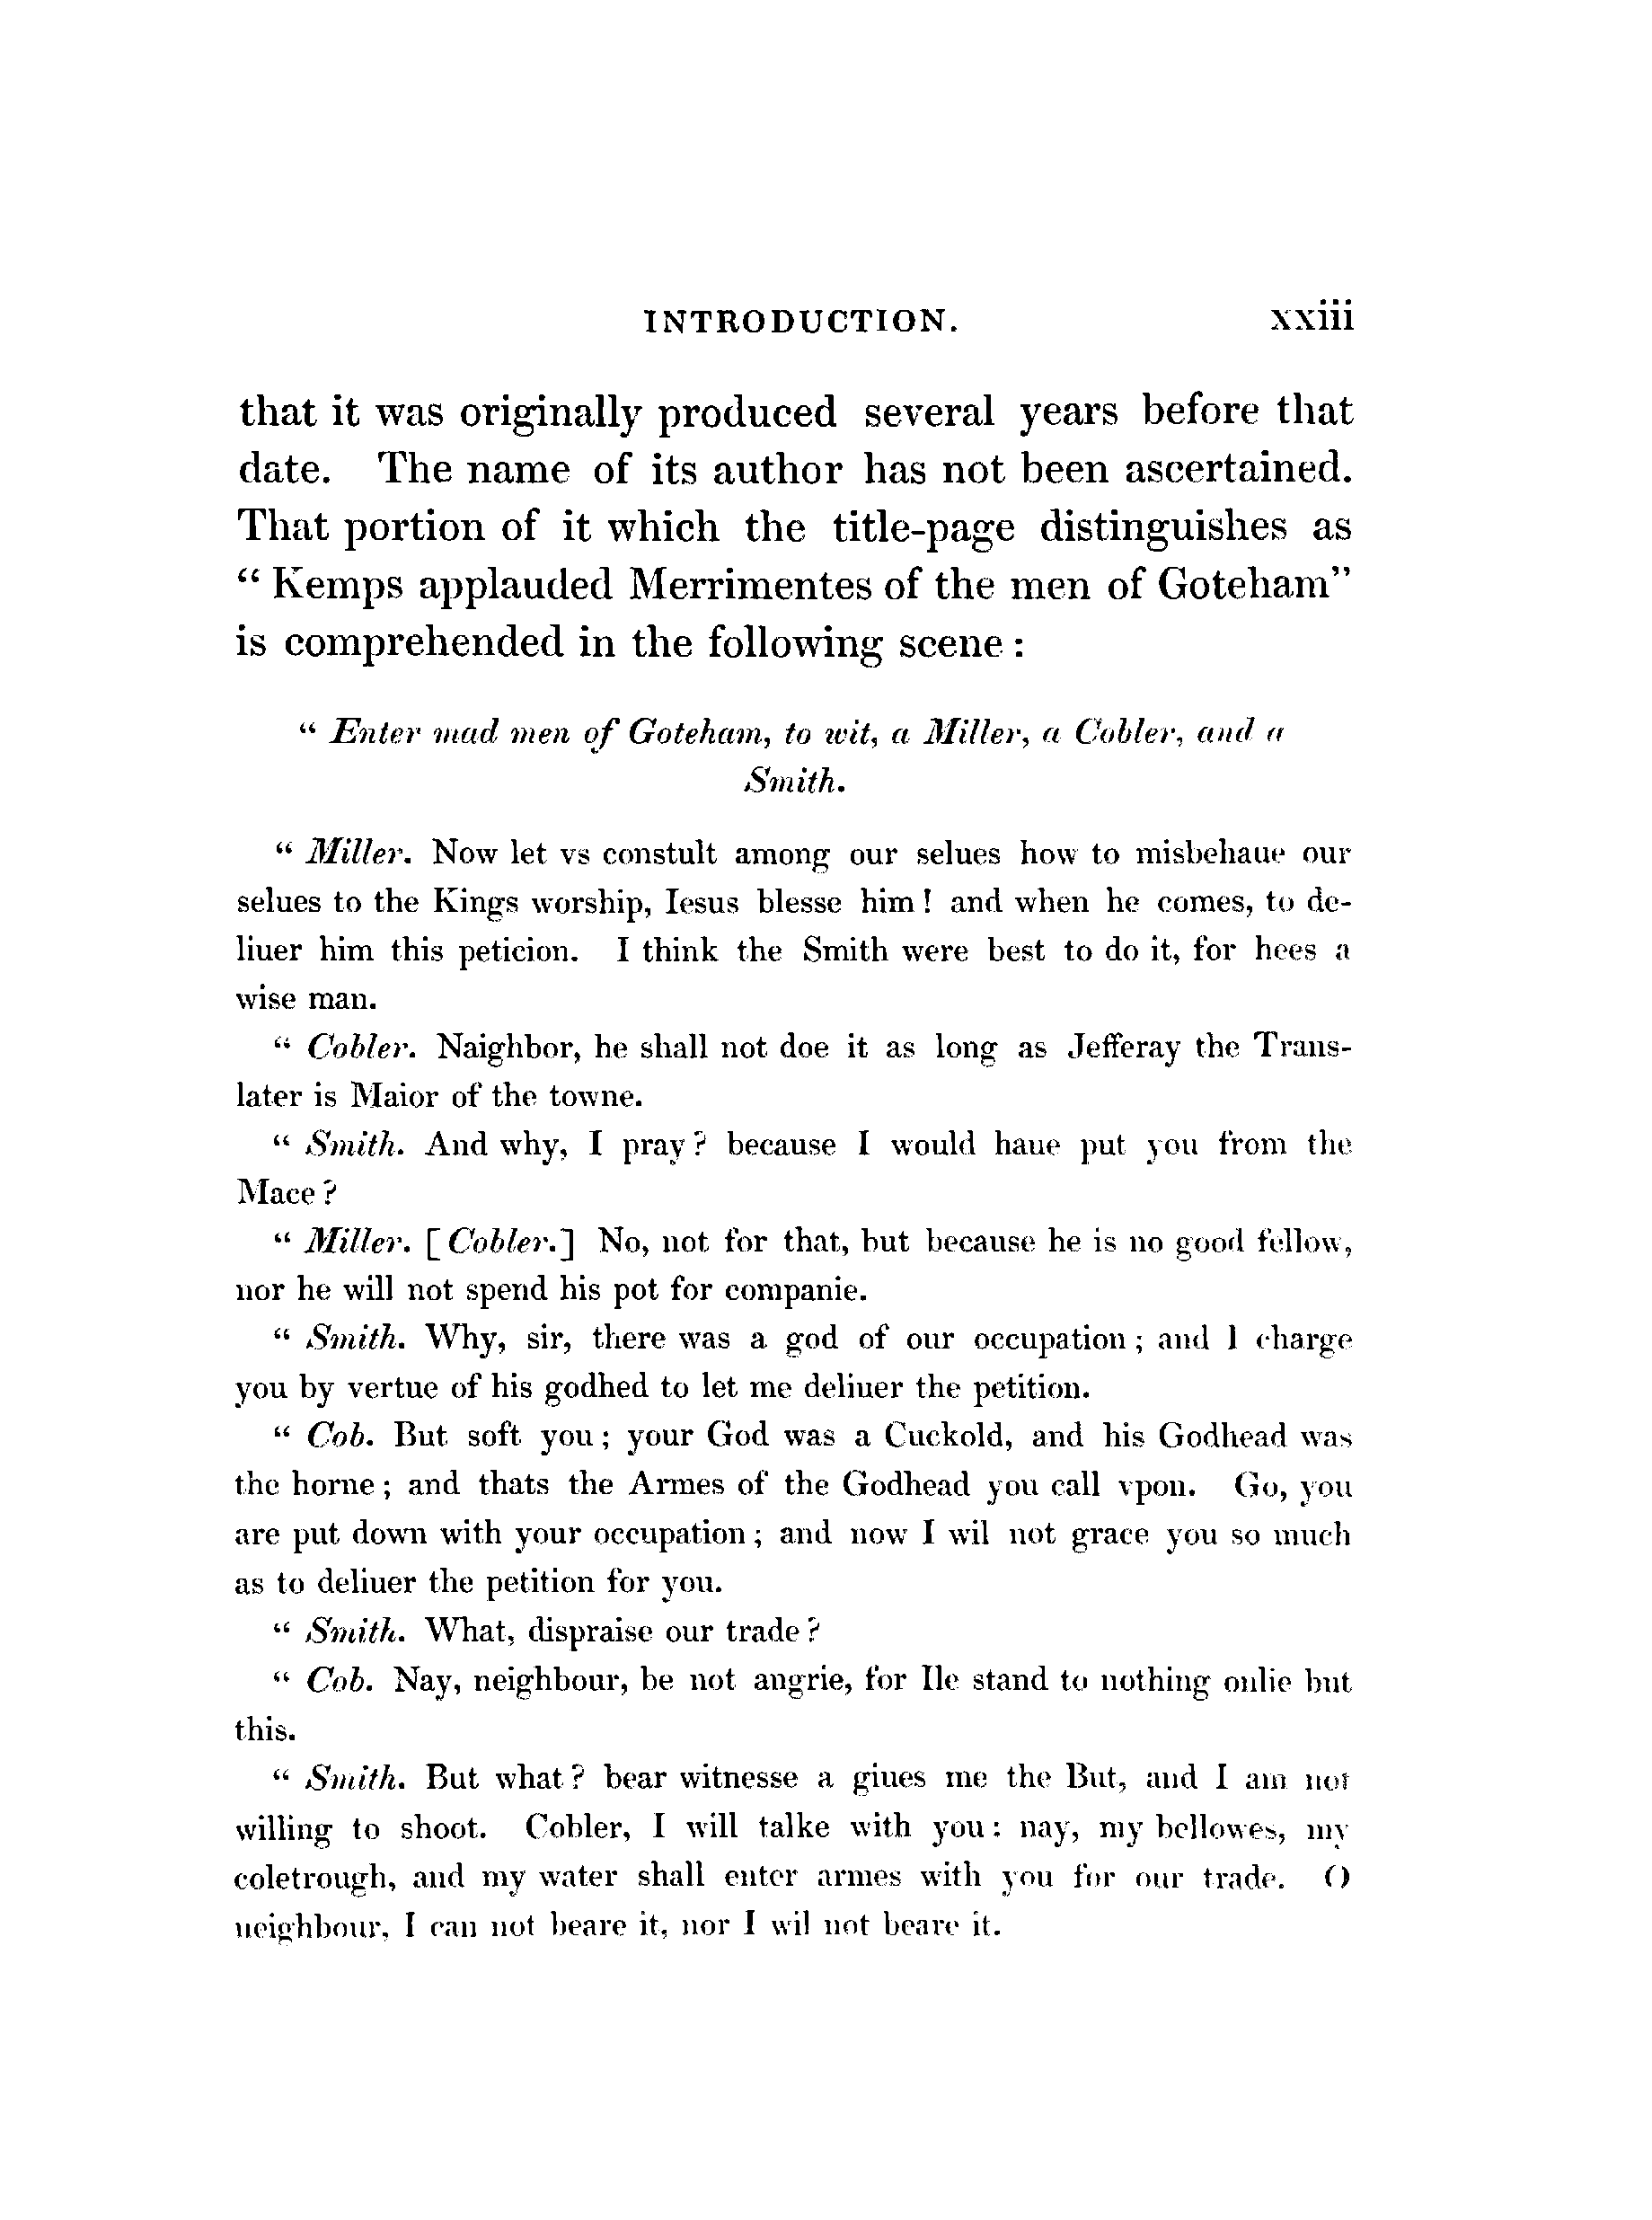 INTRODUCTION. xxiii
that it was originally produced several years before that
date. The name of its author has not been ascertained.
That portion of it which the title-page distinguishes as
“ Kemps applauded Merrimentes of the men of Goteham”
is comprehended in the following scene :
“ Enter mad men of Goteham, to wit, a Miller, a Cobler, and a
Smith.
“ Miller. Now let vs constult among our selues how to misbehaue our
selues to the Kings worship, Iesus blesse him ! and when he comes, to de-
liuer him this peticion. I think the Smith were best to do it, for hees a
wise man.
“ Cobler. Naighbor, he shall not doe it as long as Jefferay the Trans-
later is Maior of the towne.
“ Smith. And why, I pray ? because I would haue put you from the
Mace ?
“ Miller. [Cobler.] No, not for that, but because he is no good fellow,
nor he will not spend his pot for companie.
“ Smith. Why, sir, there was a god of our occupation ; and I charge
you by vertue of his godhed to let me deliuer the petition.
“ Cob. But soft you ; your God was a Cuckold, and his Godhead was
the horne ; and thats the Armes of the Godhead you call vpon. Go, you
are put down with your occupation ; and now I wil not grace you so much
as to deliuer the petition for you.
“ Smith. What, dispraise our trade ?
“ Cob. Nay, neighbour, be not angrie, for Ile stand to nothing onlie but
this.
“ Smith. But what ? bear witnesse a giues me the But, and I am not
willing to shoot. Cobler, I will talke with you : nay, my bellowes, my
coletrough, and my water shall enter armes with you for our trade. O
neighbour, I can not beare it, nor I wil not beare it.